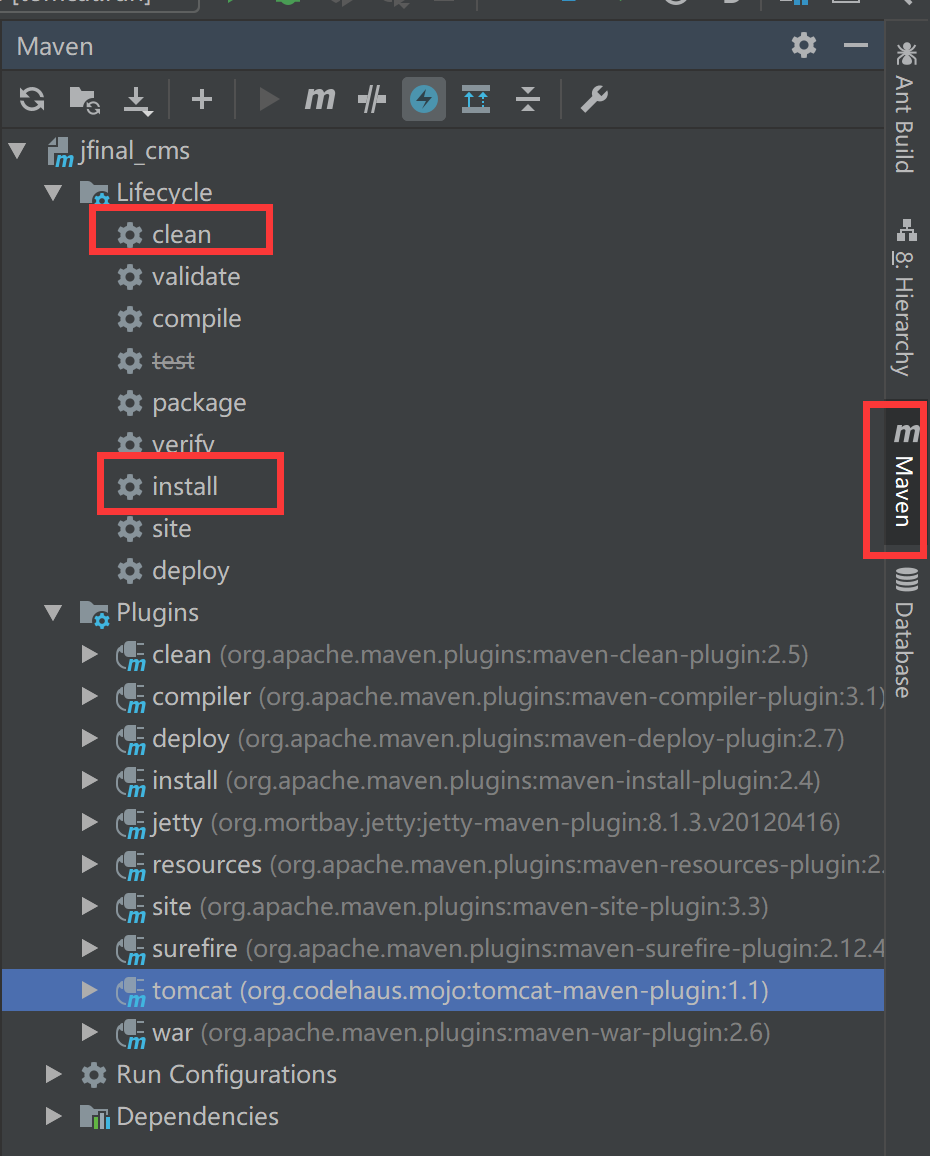 Maven
jfinal_cms
Lifecycle
clean
validate
compile
test
package
verify
install
site
deploy
Plugins
clean (org.apache.maven.plugins:maven-clean-plugin:2.5)
compiler (org.apache.maven.plugins:maven-compiler-plugin:3.1)
deploy (org.apache.maven.plugins:maven-deploy-plugin:2.7)
install (org.apache.maven.plugins:maven-install-plugin:2.4)
jetty (org.mortbay.jetty:jetty-maven-plugin:8.1.3.v20120416)
resources (org.apache.maven.plugins:maven-resources-plugin:2.
site (org.apache.maven.plugins:maven-site-plugin:3.3)
surefire (org.apache.maven.plugins:maven-surefire-plugin:2.12.4
tomcat (org.codehaus.mojo:tomcat-maven-plugin:1.1)
war (org.apache.maven.plugins:maven-war-plugin:2.6)
Run Configurations
Dependencies
Ant Build
8: Hierarchy
Maven
Database